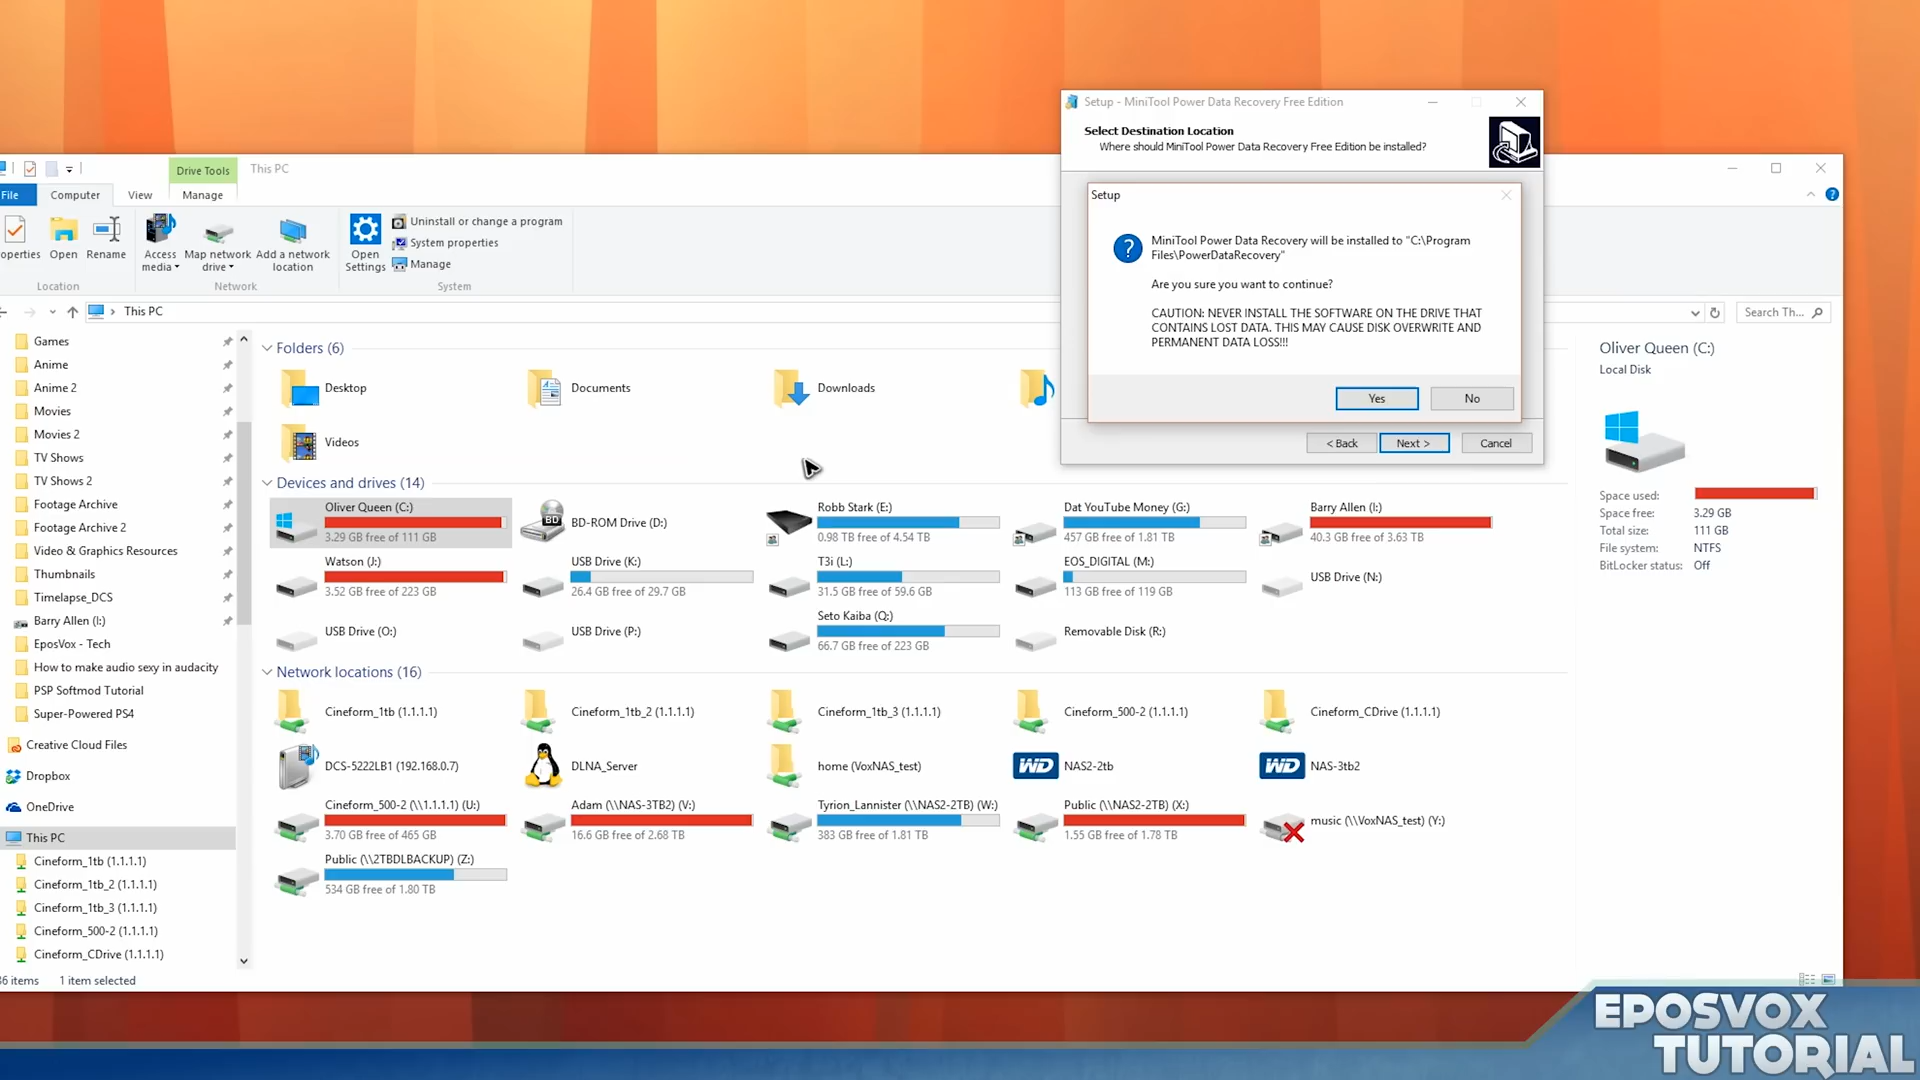 Setup - MiniTool Power Data Recovery Free Edition
Select Destination Location
Where should MiniTool Power Data Recovery Free Edition be installed?
Setup
MiniTool Power Data Recovery will be installed to "C:\Program
Files\PowerDataRecovery"
Are you sure you want to continue?
CAUTION: NEVER INSTALL THE SOFTWARE ON THE DRIVE THAT
CONTAINS LOST DATA. THIS MAY CAUSE DISK OVERWRITE AND
PERMANENT DATA LOSS!!!
Yes
No
< Back
Next >
Cancel
Drive Tools
This PC
File
Computer
View
Manage
operties
Open
Rename
Access
media
Map network
drive
Add a network
location
Open
Settings
Uninstall or change a program
System properties
Manage
Location
Network
System
This PC
Search Th...
Games
Anime
Anime 2
Movies
Movies 2
TV Shows
TV Shows 2
Footage Archive
Footage Archive 2
Video & Graphics Resources
Thumbnails
Timelapse_DCS
Barry Allen (I:)
EposVox - Tech
How to make audio sexy in audacity
PSP Softmod Tutorial
Super-Powered PS4
Creative Cloud Files
Dropbox
OneDrive
This PC
Cineform_1tb (1.1.1.1)
Cineform_1tb_2 (1.1.1.1)
Cineform_1tb_3 (1.1.1.1)
Cineform_500-2 (1.1.1.1)
Cineform_CDrive (1.1.1.1)
Folders (6)
Desktop
Documents
Downloads
Videos
Devices and drives (14)
Oliver Queen (C:)
3.29 GB free of 111 GB
BD
BD-ROM Drive (D:)
Robb Stark (E:)
0.98 TB free of 4.54 TB
Dat YouTube Money (G:)
457 GB free of 1.81 TB
Barry Allen (I:)
40.3 GB free of 3.63 TB
Watson (J:)
3.52 GB free of 223 GB
USB Drive (K:)
26.4 GB free of 29.7 GB
T3i (L:)
31.5 GB free of 59.6 GB
EOS_DIGITAL (M:)
113 GB free of 119 GB
USB Drive (N:)
USB Drive (O:)
USB Drive (P:)
Seto Kaiba (Q:)
66.7 GB free of 223 GB
Removable Disk (R:)
Network locations (16)
Cineform_1tb (1.1.1.1)
Cineform_1tb_2 (1.1.1.1)
Cineform_1tb_3 (1.1.1.1)
Cineform_500-2 (1.1.1.1)
Cineform_CDrive (1.1.1.1)
DCS-5222LB1 (192.168.0.7)
DLNA_Server
home (VoxNAS_test)
WD
NAS2-2tb
WD
NAS-3tb2
Cineform_500-2 (\\1.1.1.1) (U:)
3.70 GB free of 465 GB
Adam (\\NAS-3TB2) (V:)
16.6 GB free of 2.68 TB
Tyrion_Lannister (\\NAS2-2TB) (W:)
383 GB free of 1.81 TB
Public (\\NAS2-2TB) (X:)
1.55 GB free of 1.78 TB
music (\\VoxNAS_test) (Y:)
Public (\\2TBDLBACKUP) (Z:)
534 GB free of 1.80 TB
Oliver Queen (C:)
Local Disk
Space used:
Space free: 3.29 GB
Total size: 111 GB
File system: NTFS
BitLocker status: Off
36 items
1 item selected
EPOSVOX
TUTORIAL